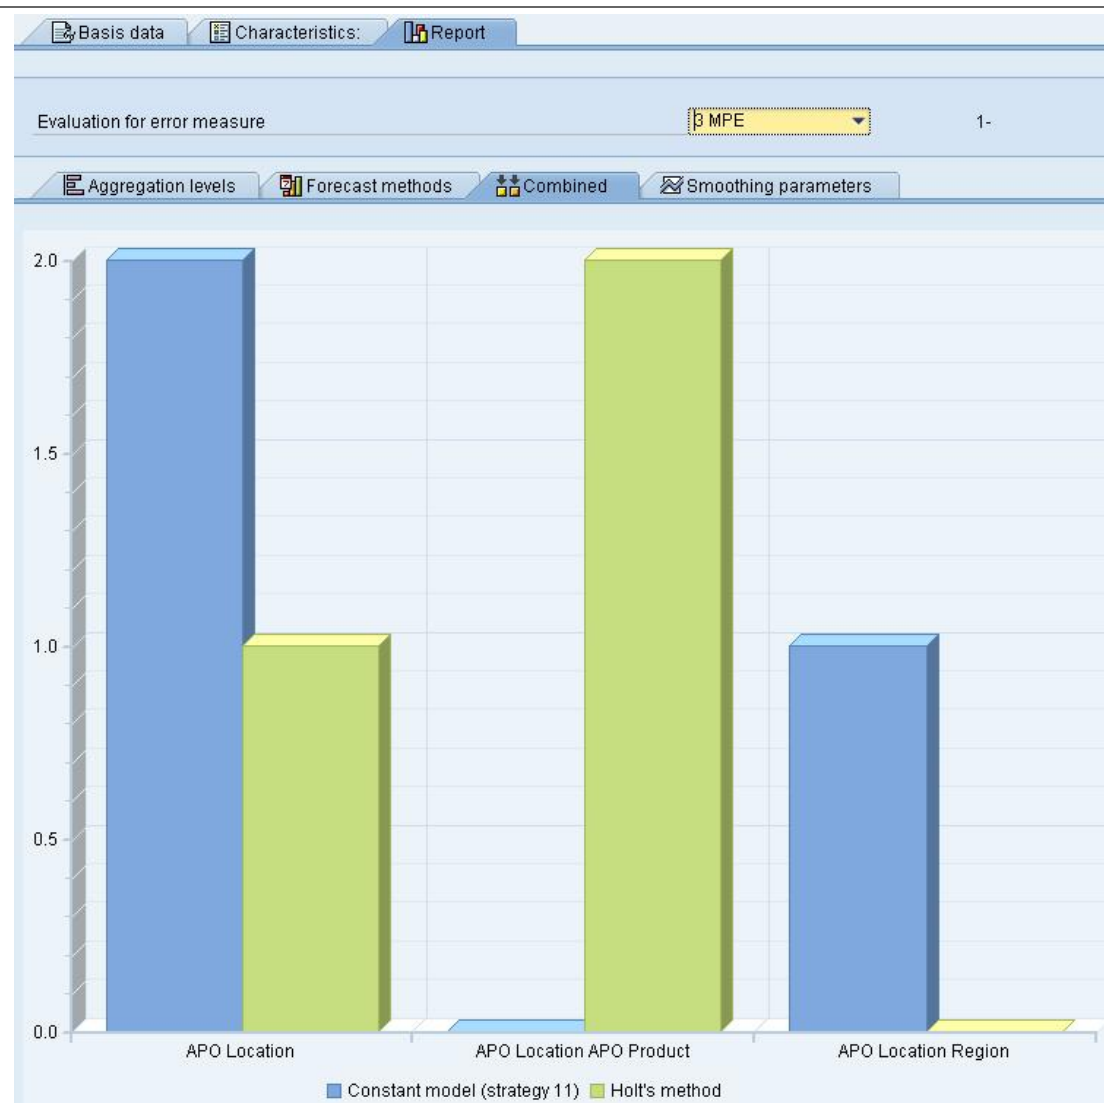 Basis data Characteristics: Report
Evaluation for error measure 3 MPE 1-
Aggregation levels Forecast methods Combined Smoothing parameters
2.0
1.5
1.0
0.5
0.0
APO Location APO Location APO Product APO Location Region
Constant model (strategy 11) Holt's method